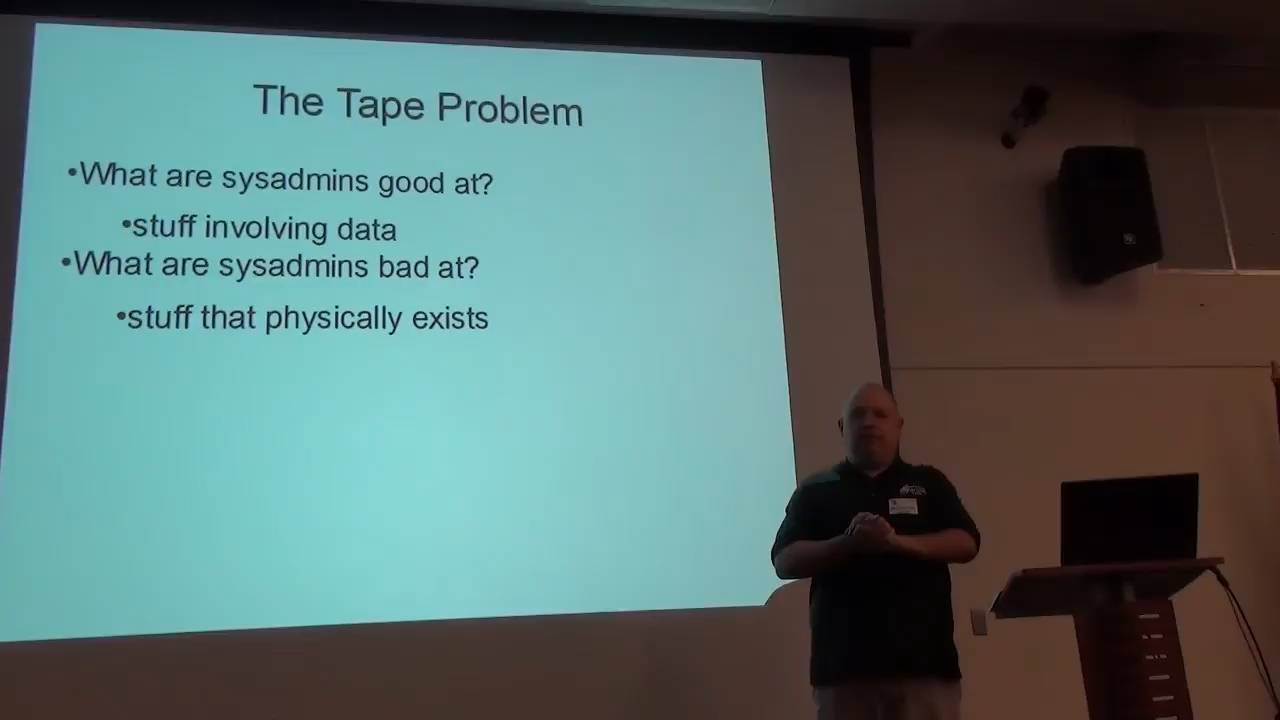 The Tape Problem
•What are sysadmins good at?
•stuff involving data
•What are sysadmins bad at?
•stuff that physically exists